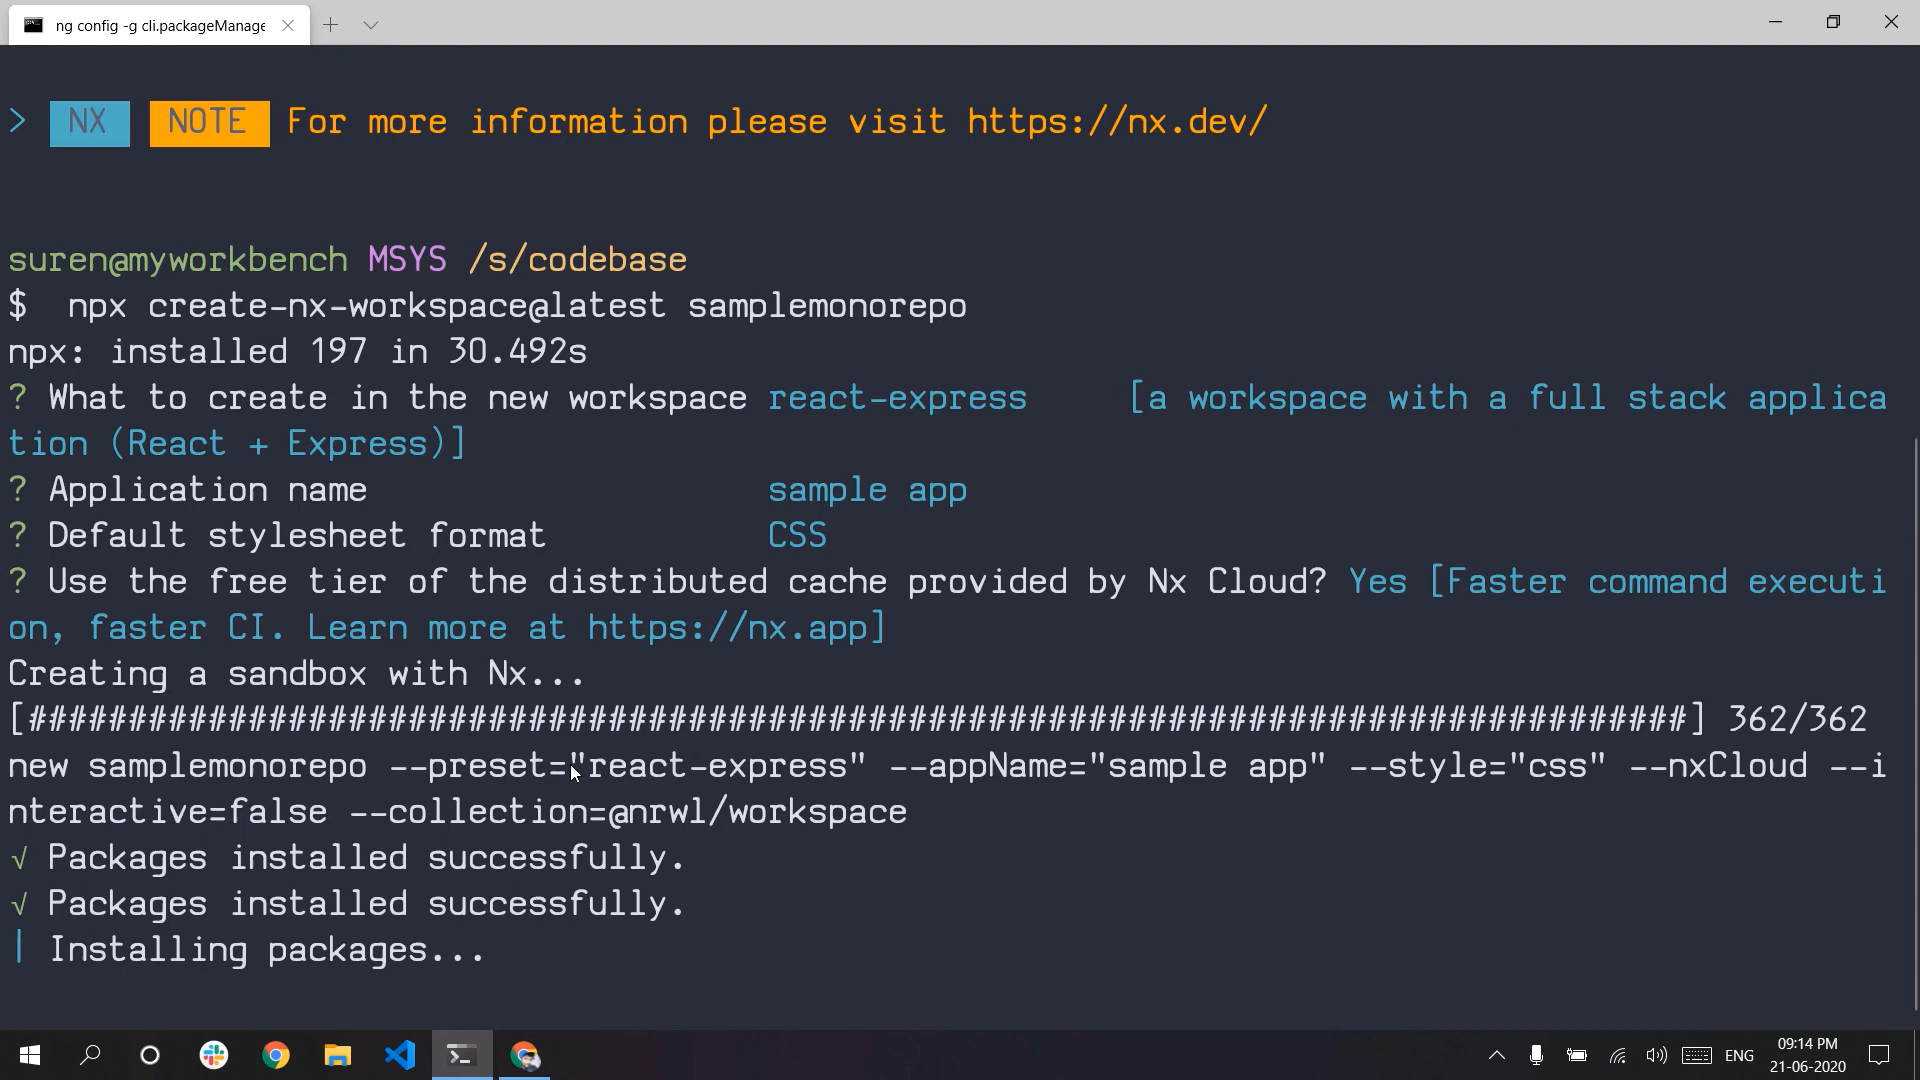 ng config -g cli.packageManage
> NX NOTE For more information please visit https://nx.dev/
suren@myworkbench MSYS /s/codebase
$ npx create-nx-workspace@latest samplemonorepo
npx: installed 197 in 30.492s
? What to create in the new workspace react-express [a workspace with a full stack applica
tion (React + Express)]
? Application name sample app
? Default stylesheet format CSS
? Use the free tier of the distributed cache provided by Nx Cloud? Yes [Faster command executi
on, faster CI. Learn more at https://nx.app]
Creating a sandbox with Nx...
[###################################################################################] 362/362
new samplemonorepo --preset="react-express" --appName="sample app" --style="css" --nxCloud --i
nteractive=false --collection=@nrwl/workspace
√ Packages installed successfully.
√ Packages installed successfully.
| Installing packages...
ENG
09:14 PM
21-06-2020